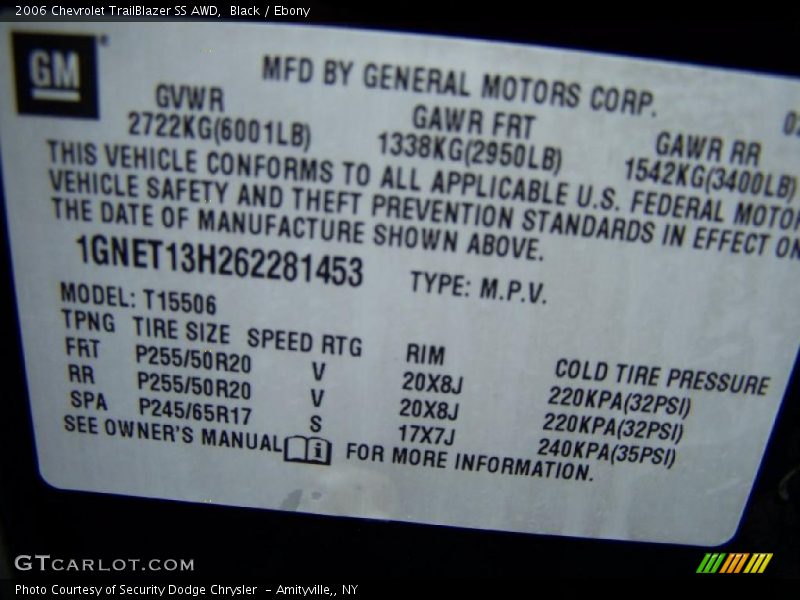 2006 Chevrolet TrailBlazer SS AWD, Black / Ebony
GM
MFD BY GENERAL MOTORS CORP.
GVWR GAWR FRT GAWR RR
2722KG(6001LB) 1338KG(2950LB) 1542KG(3400LB)
THIS VEHICLE CONFORMS TO ALL APPLICABLE U.S. FEDERAL MOTOR
VEHICLE SAFETY AND THEFT PREVENTION STANDARDS IN EFFECT ON
THE DATE OF MANUFACTURE SHOWN ABOVE.
1GNET13H262281453 TYPE: M.P.V.
MODEL: T15506
TPNG TIRE SIZE SPEED RTG RIM COLD TIRE PRESSURE
FRT P255/50R20 V 20X8J 220KPA(32PSI)
RR P255/50R20 V 20X8J 220KPA(32PSI)
SPA P245/65R17 S 17X7J 240KPA(35PSI)
SEE OWNER'S MANUAL i FOR MORE INFORMATION.
GTCARLOT.COM
Photo Courtesy of Security Dodge Chrysler - Amityville,, NY